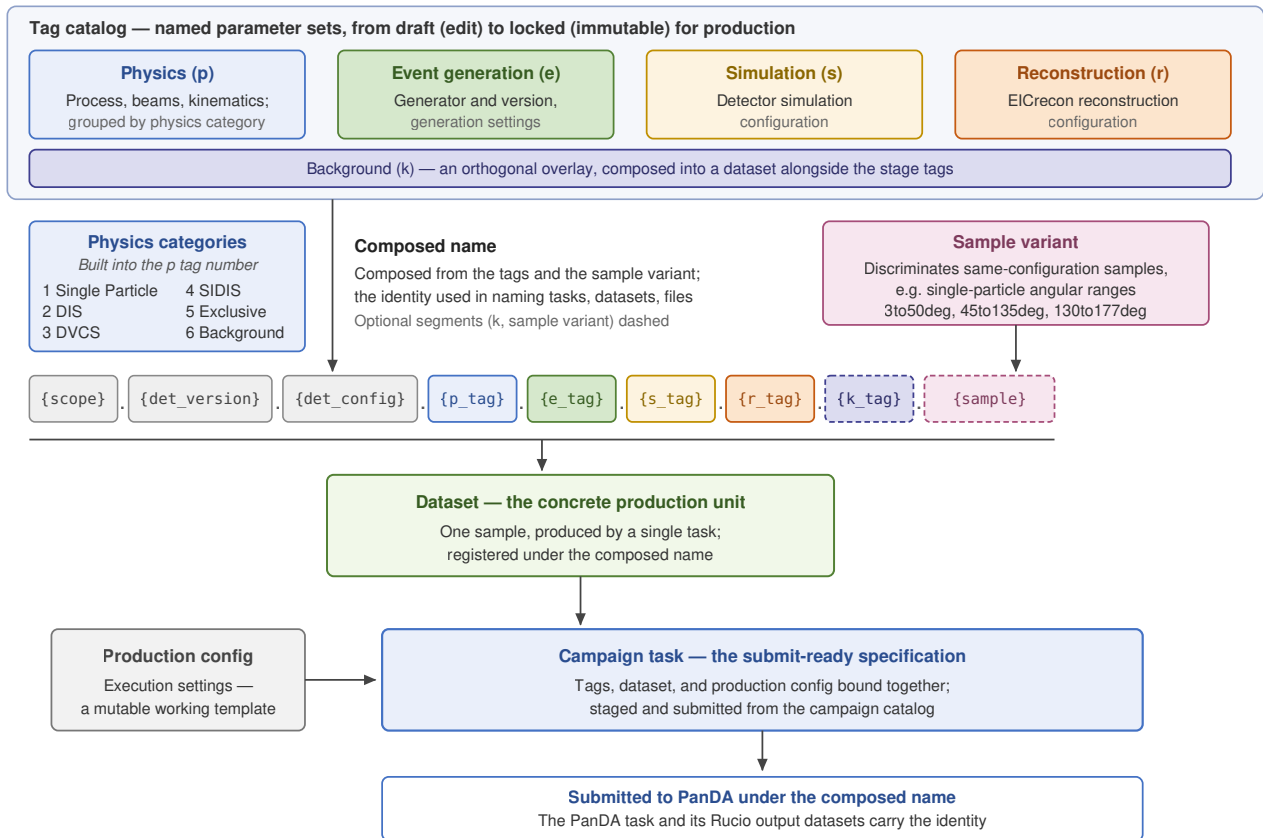 Tag catalog — named parameter sets, from draft (edit) to locked (immutable) for production
Physics (p)
Process, beams, kinematics;
grouped by physics category
Event generation (e)
Generator and version,
generation settings
Simulation (s)
Detector simulation
configuration
Reconstruction (r)
EICrecon reconstruction
configuration
Background (k) — an orthogonal overlay, composed into a dataset alongside the stage tags
Physics categories
Built into the p tag number
1 Single Particle
2 DIS
3 DVCS
4 SIDIS
5 Exclusive
6 Background
Composed name
Composed from the tags and the sample variant;
the identity used in naming tasks, datasets, files
Optional segments (k, sample variant) dashed
Sample variant
Discriminates same-configuration samples,
e.g. single-particle angular ranges
3to50deg, 45to135deg, 130to177deg
{scope}.{det_version}.{det_config}.{p_tag}.{e_tag}.{s_tag}.{r_tag}.{k_tag}.{sample}
Dataset — the concrete production unit
One sample, produced by a single task;
registered under the composed name
Production config
Execution settings —
a mutable working template
Campaign task — the submit-ready specification
Tags, dataset, and production config bound together;
staged and submitted from the campaign catalog
Submitted to PanDA under the composed name
The PanDA task and its Rucio output datasets carry the identity